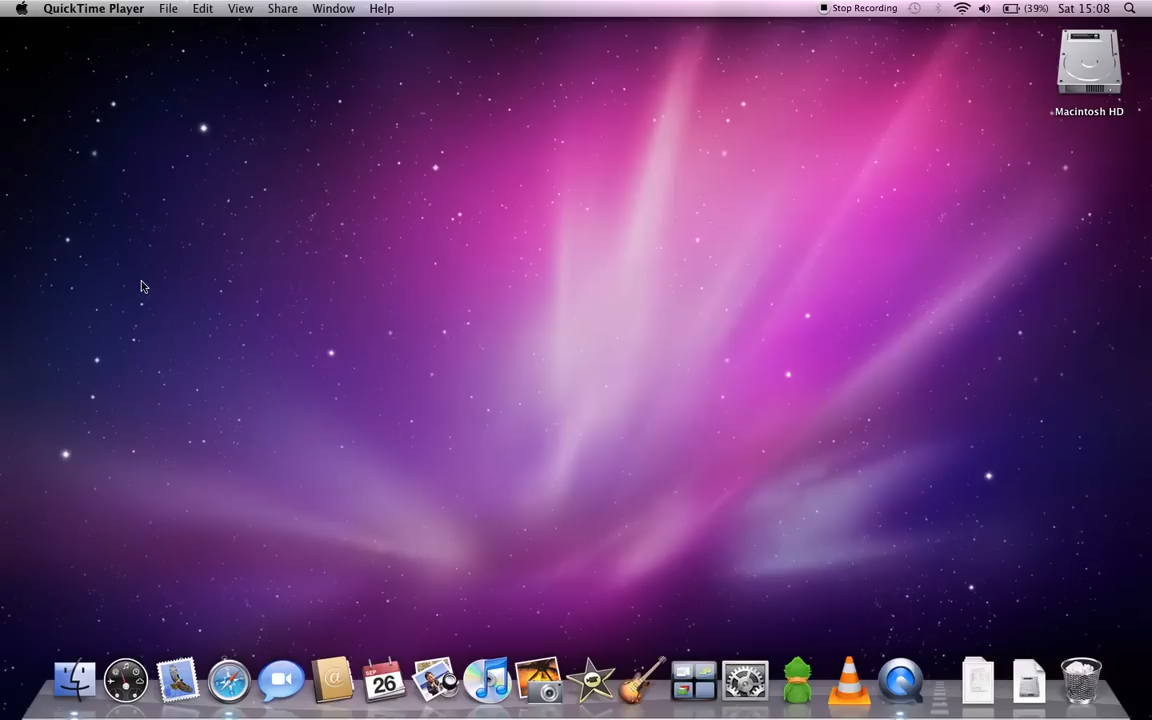 QuickTime Player File Edit View Share Window Help Stop Recording (39%) Sat 15:08
Macintosh HD
SEP
26